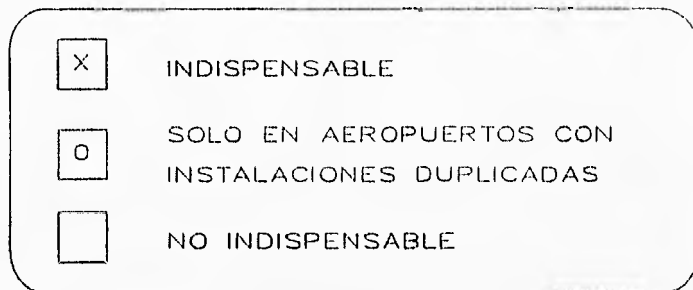 X INDISPENSABLE
O SOLO EN AEROPUERTOS CON
INSTALACIONES DUPLICADAS
NO INDISPENSABLE